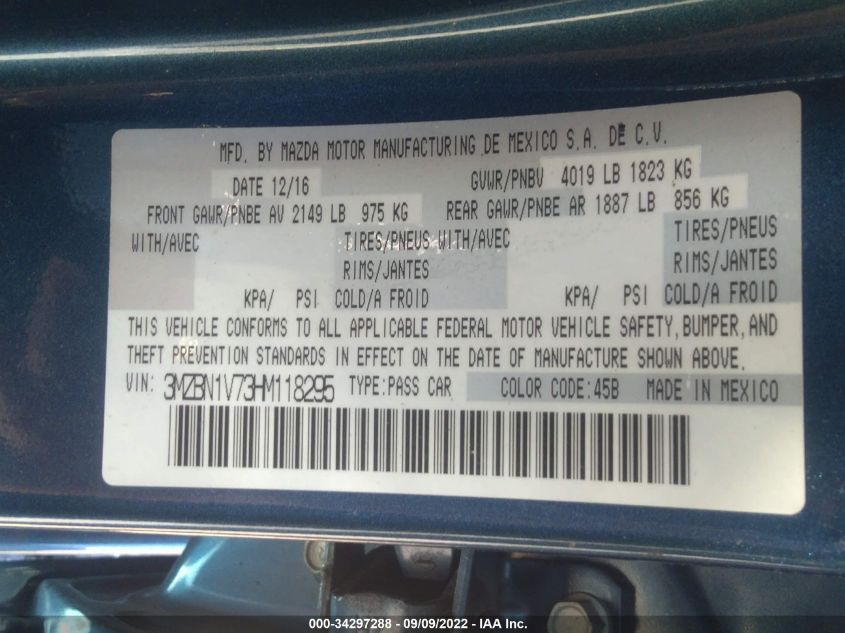 MFD. BY MAZDA MOTOR MANUFACTURING DE MEXICO S.A. DE C.V.
DATE 12/16 GVWR/PNBV 4019 LB 1823 KG
FRONT GAWR/PNBE AV 2149 LB 975 KG REAR GAWR/PNBE AR 1887 LB 856 KG
WITH/AVEC TIRES/PNEUS WITH/AVEC TIRES/PNEUS
RIMS/JANTES RIMS/JANTES
KPA/ PSI COLD/A FROID KPA/ PSI COLD/A FROID
THIS VEHICLE CONFORMS TO ALL APPLICABLE FEDERAL MOTOR VEHICLE SAFETY, BUMPER, AND
THEFT PREVENTION STANDARDS IN EFFECT ON THE DATE OF MANUFACTURE SHOWN ABOVE.
VIN: 3MZBN1V73HM118295 TYPE:PASS CAR COLOR CODE:45B MADE IN MEXICO
000-34297288 - 09/09/2022 - IAA Inc.